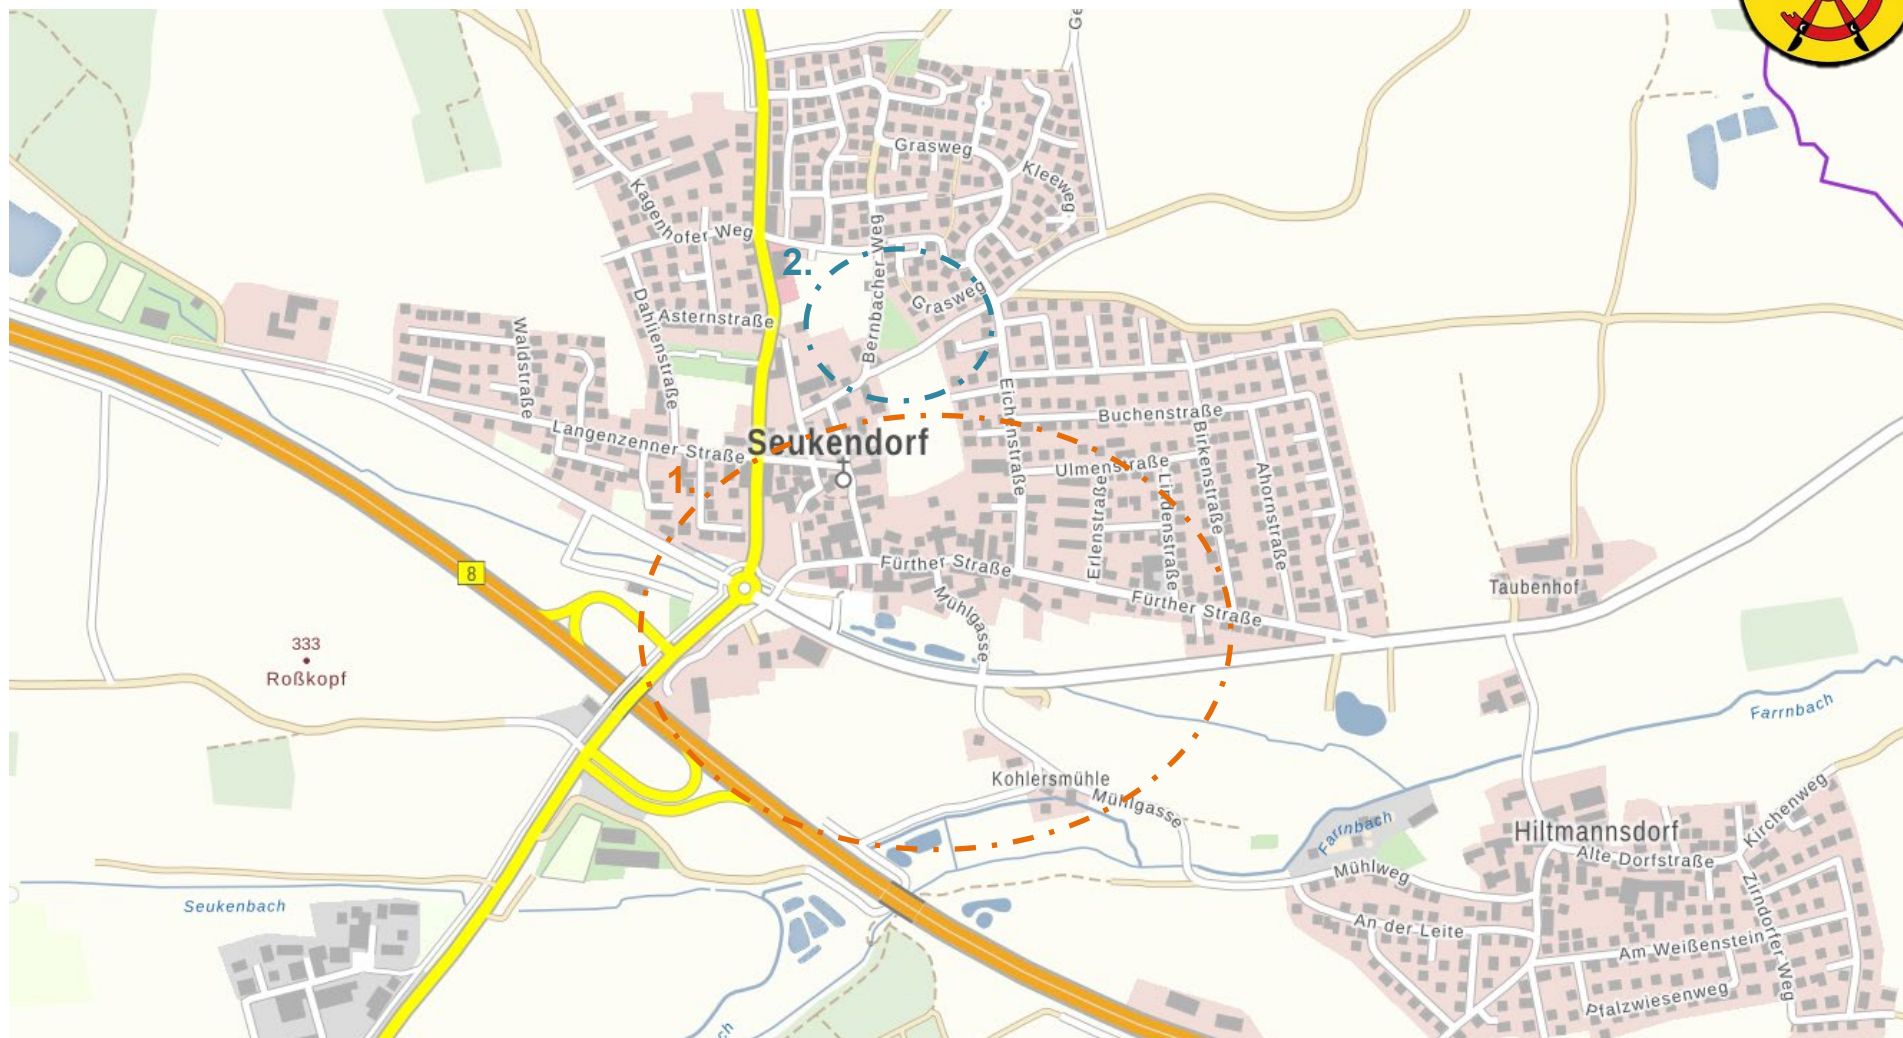 Ge
Grasweg
Kleeweg
Kagenhofer Weg
Bernbacher Weg
2.
Grasweg
Dahlienstraße
Asternstraße
Waldstraße
Eichenstraße
Buchenstraße
Langenzenner Straße
Seukendorf
Birkenstraße
Ulmenstraße
1.
Ahornstraße
Erlenstraße
Lindenstraße
Fürther Straße
8
Taubenhof
Mühlgasse
Fürther Straße
333
Roßkopf
Farrnbach
Kohlersmühle
Mühlgasse
Kirchenweg
Farrnbach
Hiltmannsdorf
Alte Dorfstraße
Mühlweg
Zirndorfer Weg
Seukenbach
An der Leite
Am Weißenstein
Pfalzwiesenweg
ch